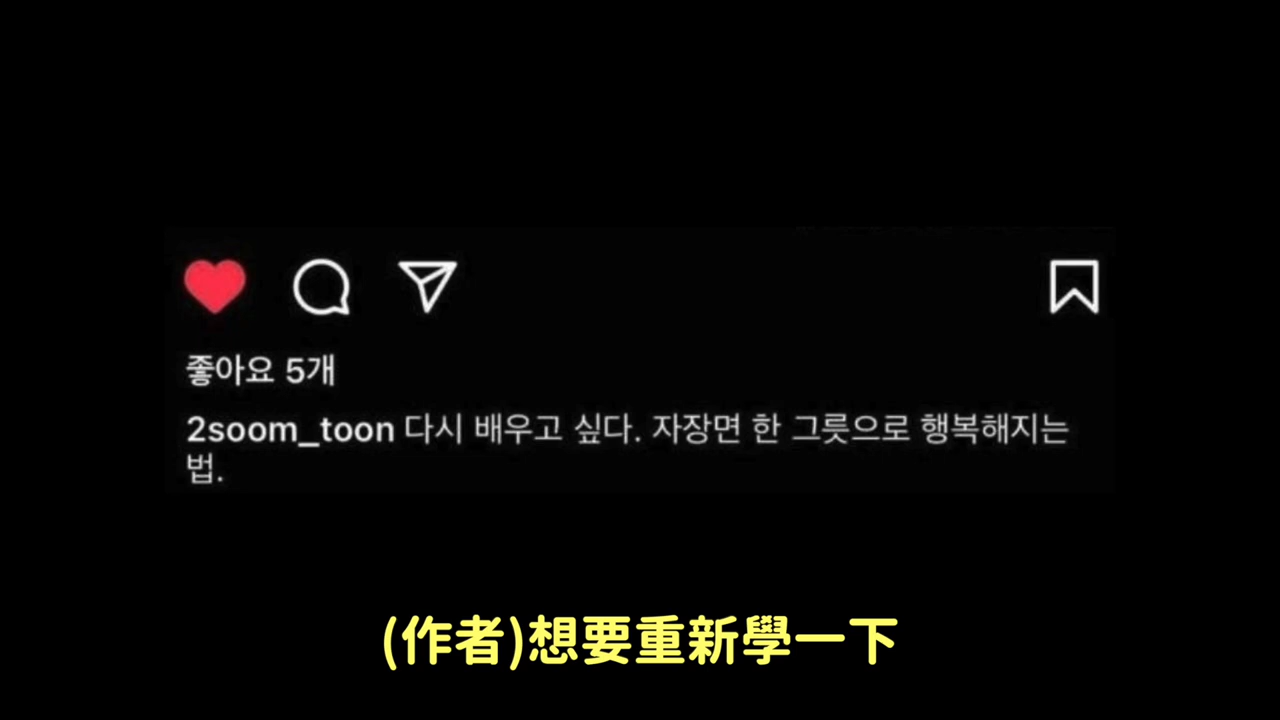 좋아요 5개
2soom_toon 다시 배우고 싶다. 자장면 한 그릇으로 행복해지는
법.
(作者)想要重新學一下